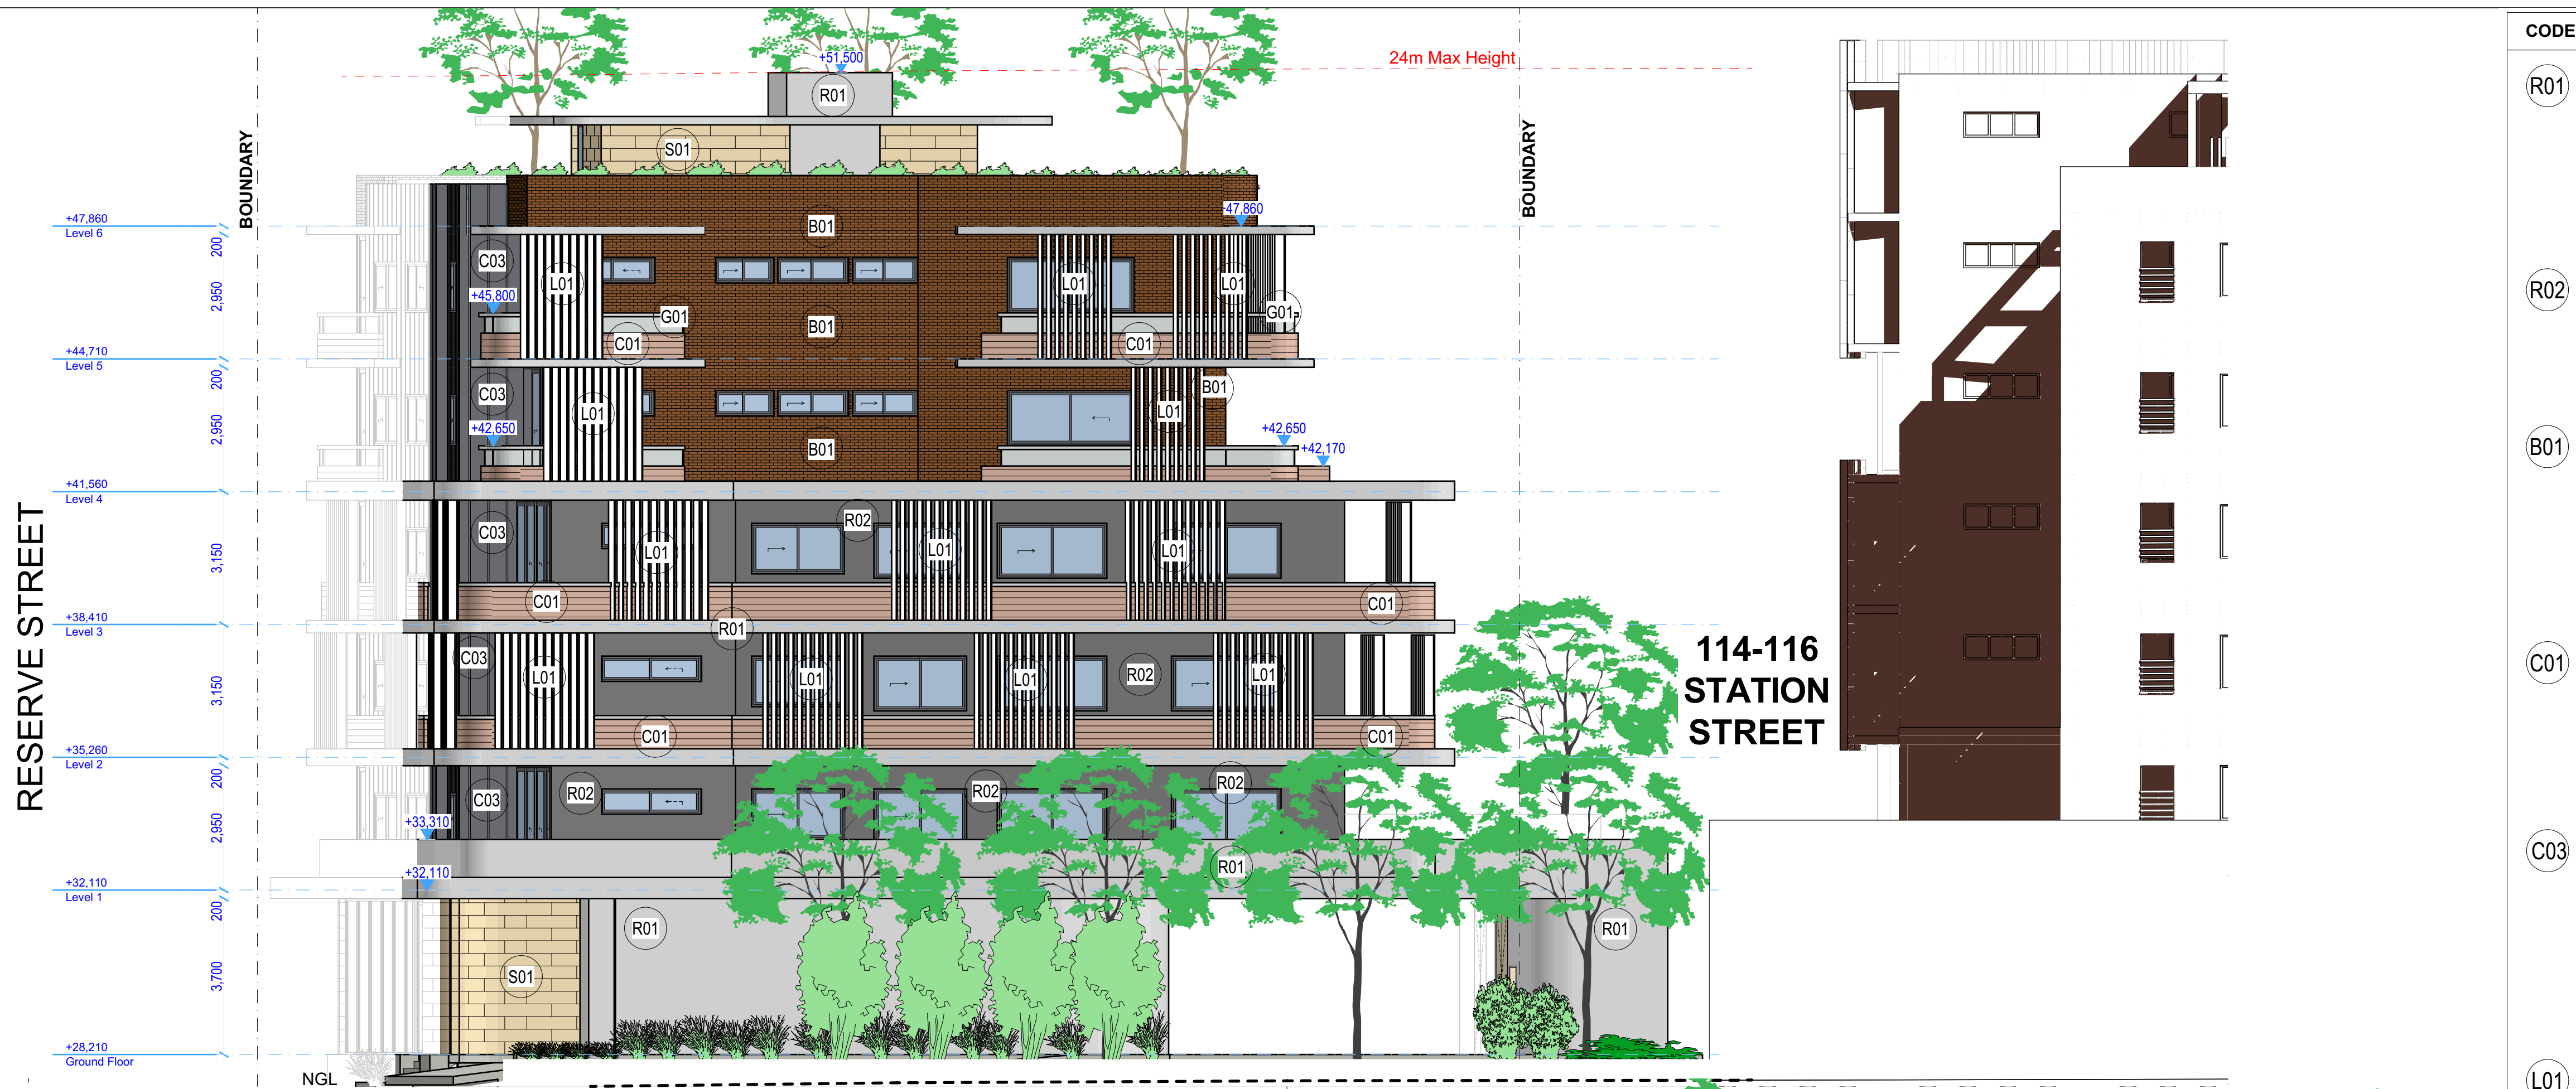 CODE
+51,500
24m Max Height
R01
R01
S01
BOUNDARY
BOUNDARY
+47,860
Level 6
+47,860
B01
200
C03
L01
L01
L01
R02
2,950
+45,800
G01
G01
B01
C01
C01
+44,710
Level 5
200
C03
B01
L01
L01
2,950
+42,650
+42,650
B01
B01
+42,170
+41,560
Level 4
R02
C03
L01
L01
L01
3,150
C01
C01
+38,410
Level 3
R01
RESERVE STREET
C03
L01
L01
L01
R02
L01
114-116
STATION
STREET
C01
3,150
C01
C01
+35,260
Level 2
200
C03
R02
R02
R02
+33,310
2,950
R01
C03
+32,110
+32,110
Level 1
200
R01
R01
S01
3,700
+28,210
Ground Floor
NGL
L01